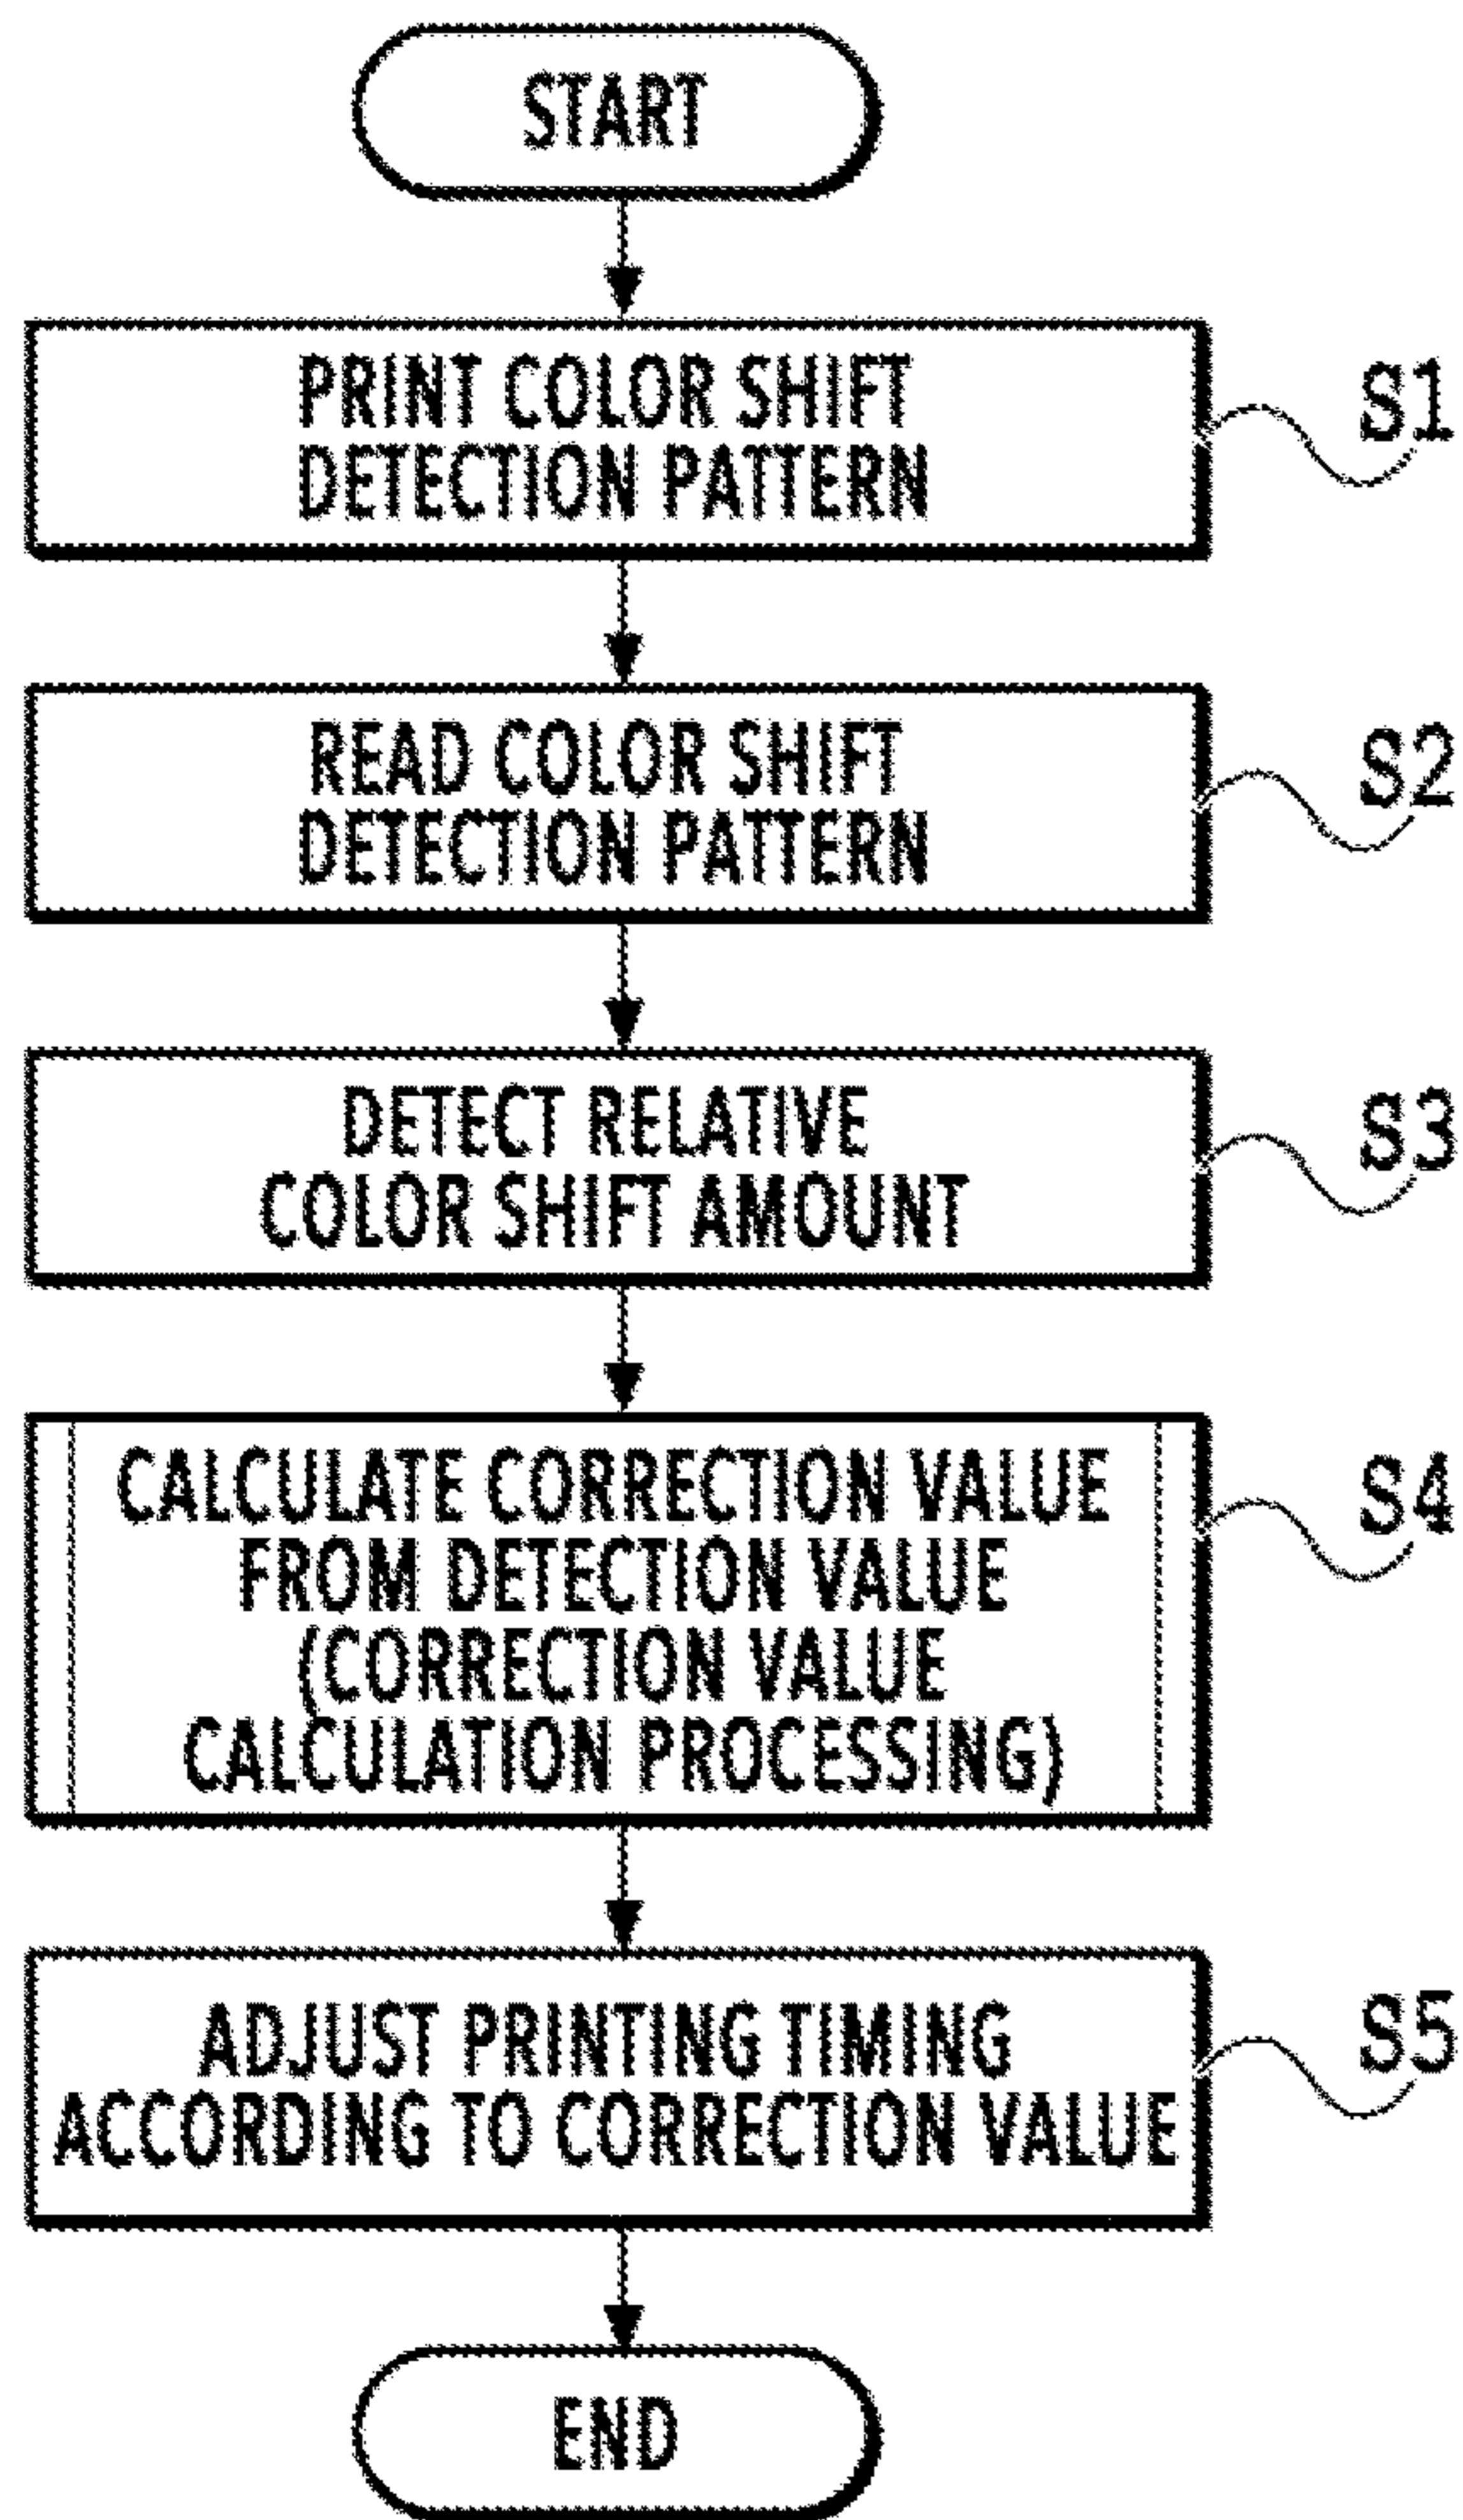 START
PRINT COLOR SHIFT
DETECTION PATTERN
S1
READ COLOR SHIFT
DETECTION PATTERN
S2
DETECT RELATIVE
COLOR SHIFT AMOUNT
S3
CALCULATE CORRECTION VALUE
FROM DETECTION VALUE
(CORRECTION VALUE
CALCULATION PROCESSING)
S4
ADJUST PRINTING TIMING
ACCORDING TO CORRECTION VALUE
S5
END